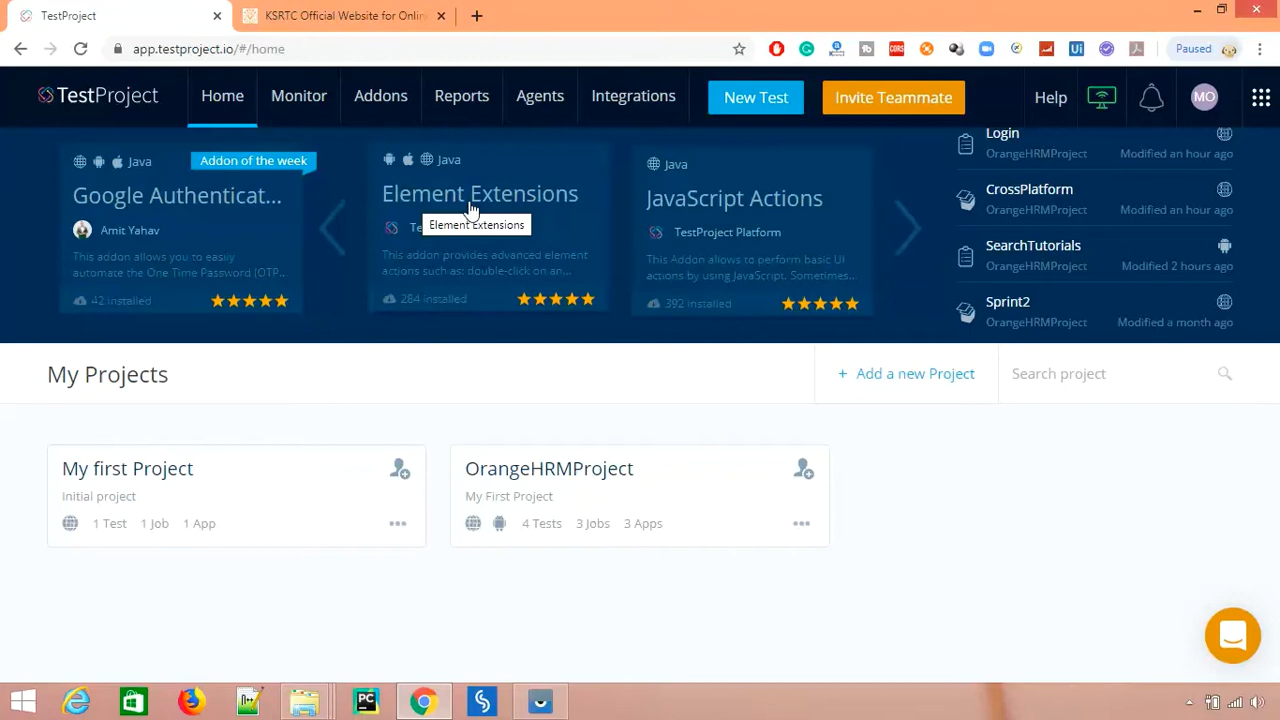 TestProject
KSRTC Official Website for Onlin
app.testproject.io/#/home
Paused
TestProject
Home
Monitor
Addons
Reports
Agents
Integrations
New Test
Invite Teammate
Help
MO
Java
Addon of the week
Google Authenticat...
Amit Yahav
This addon allows you to easily
automate the One Time Password (OTP..
42 installed
Java
Element Extensions
Te
Element Extensions
This addon provides advanced element
actions such as: double-click on an...
284 installed
Java
JavaScript Actions
TestProject Platform
This Addon allows to perform basic UI
actions by using JavaScript. Sometimes...
392 installed
Login
OrangeHRMProject
Modified an hour ago
CrossPlatform
OrangeHRMProject
Modified an hour ago
SearchTutorials
OrangeHRMProject
Modified 2 hours ago
Sprint2
OrangeHRMProject
Modified a month ago
My Projects
+ Add a new Project
Search project
My first Project
Initial project
1 Test 1 Job 1 App
OrangeHRMProject
My First Project
4 Tests 3 Jobs 3 Apps